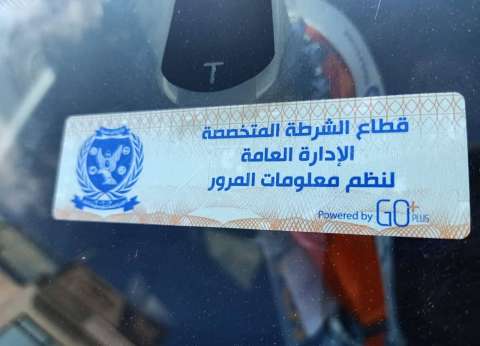 T
قطاع الشرطة المتخصصة
الإدارة العامة
لنظم معلومات المرور
Powered by GO+ PLUS